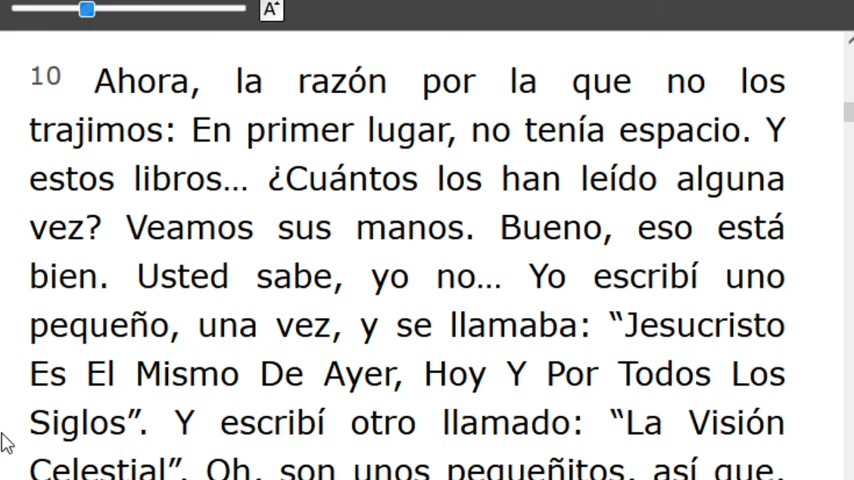 A
10 Ahora, la razón por la que no los
trajimos: En primer lugar, no tenía espacio. Y
estos libros... ¿Cuántos los han leído alguna
vez? Veamos sus manos. Bueno, eso está
bien. Usted sabe, yo no... Yo escribí uno
pequeño, una vez, y se llamaba: “Jesucristo
Es El Mismo De Ayer, Hoy Y Por Todos Los
Siglos”. Y escribí otro llamado: “La Visión
Celestial”. Oh, son unos pequeñitos, así que,